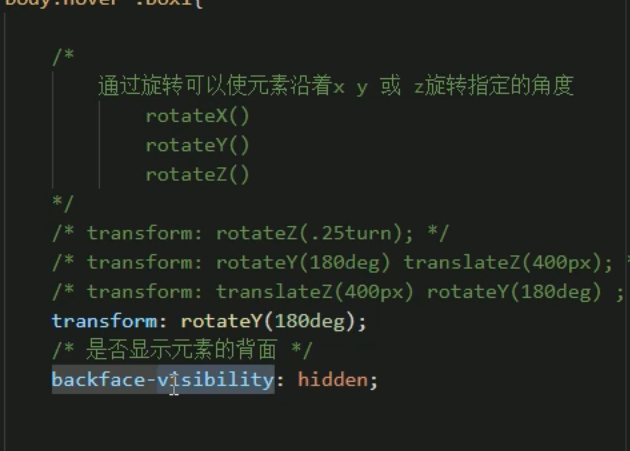 body:hover .box1{
/*
通过旋转可以使元素沿着x y 或 z旋转指定的角度
rotateX()
rotateY()
rotateZ()
*/
/* transform: rotateZ(.25turn); */
/* transform: rotateY(180deg) translateZ(400px); *
/* transform: translateZ(400px) rotateY(180deg) ;
transform: rotateY(180deg);
/* 是否显示元素的背面 */
backface-visibility: hidden;